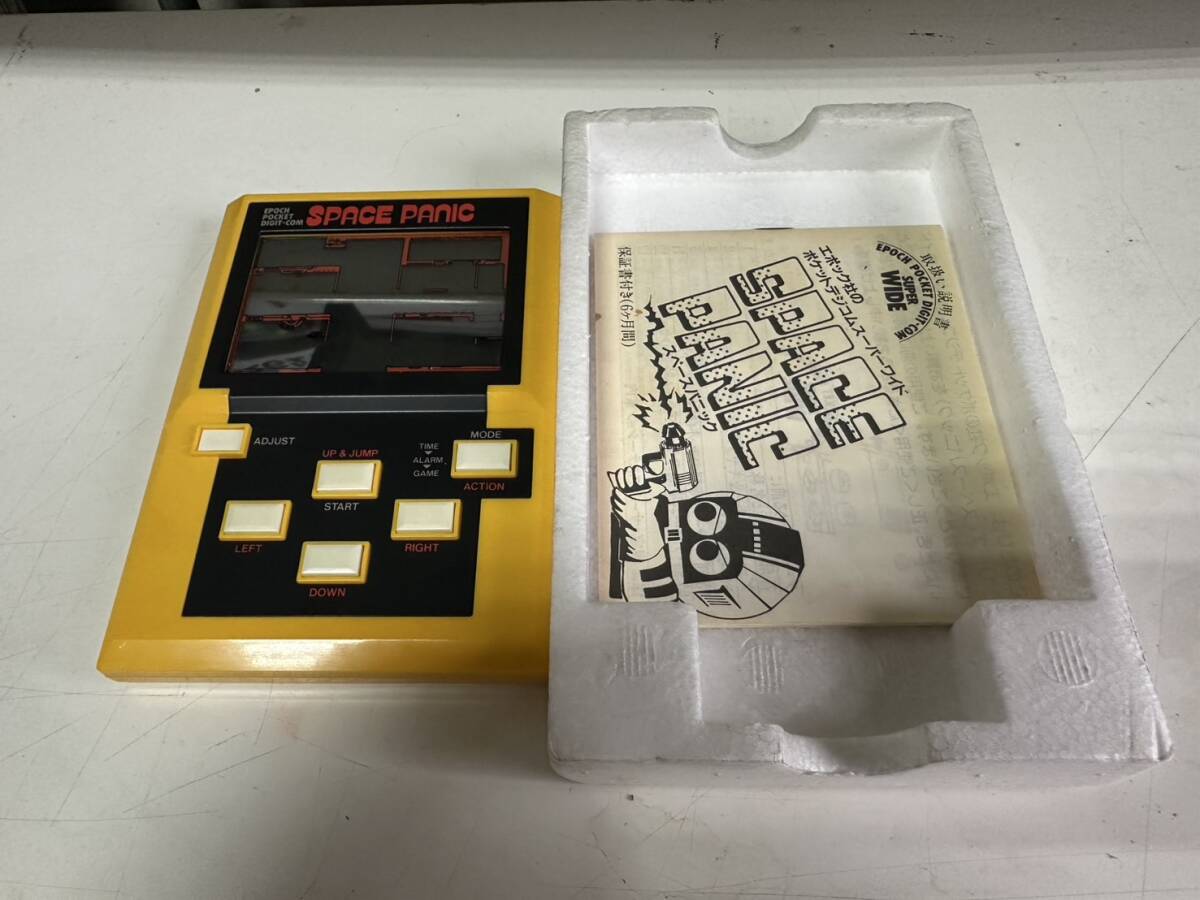 EPOCH
POCKET
DIGIT-COM
SPACE PANIC
ADJUST
UP & JUMP
START
TIME
ALARM
GAME
MODE
ACTION
LEFT
RIGHT
DOWN
取扱い説明書
EPOCH POCKET DIGIT-COM
SUPER
WIDE
エポック社の
ポケットデジコムスーパーワイド
SPACE
PANIC
スペースパニック
保証書付き(6ヶ月間)